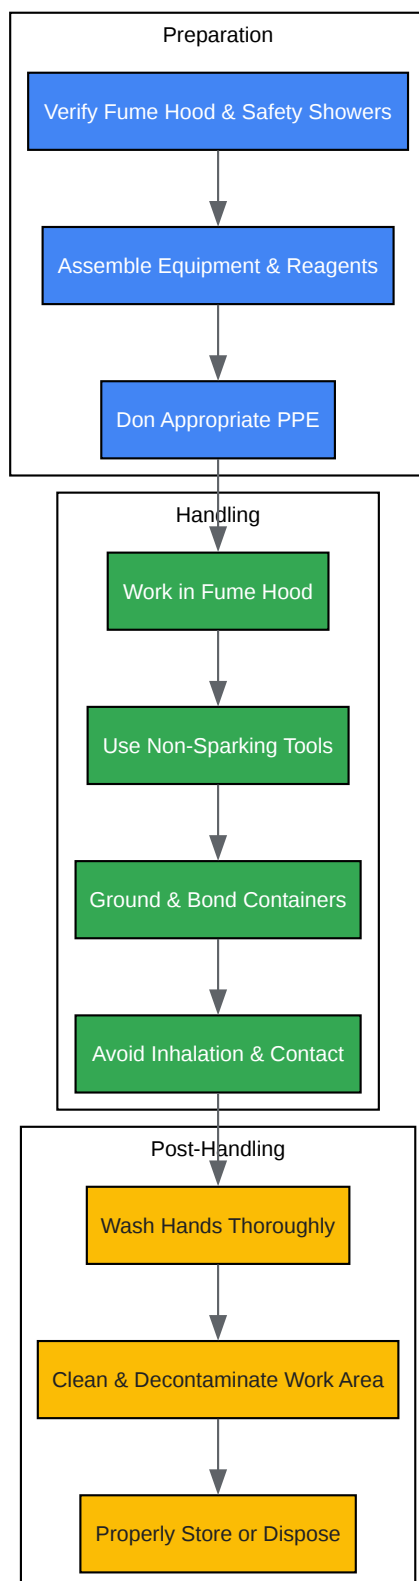 Preparation
Verify Fume Hood & Safety Showers
Assemble Equipment & Reagents
Don Appropriate PPE
Handling
Work in Fume Hood
Use Non-Sparking Tools
Ground & Bond Containers
Avoid Inhalation & Contact
Post-Handling
Wash Hands Thoroughly
Clean & Decontaminate Work Area
Properly Store or Dispose